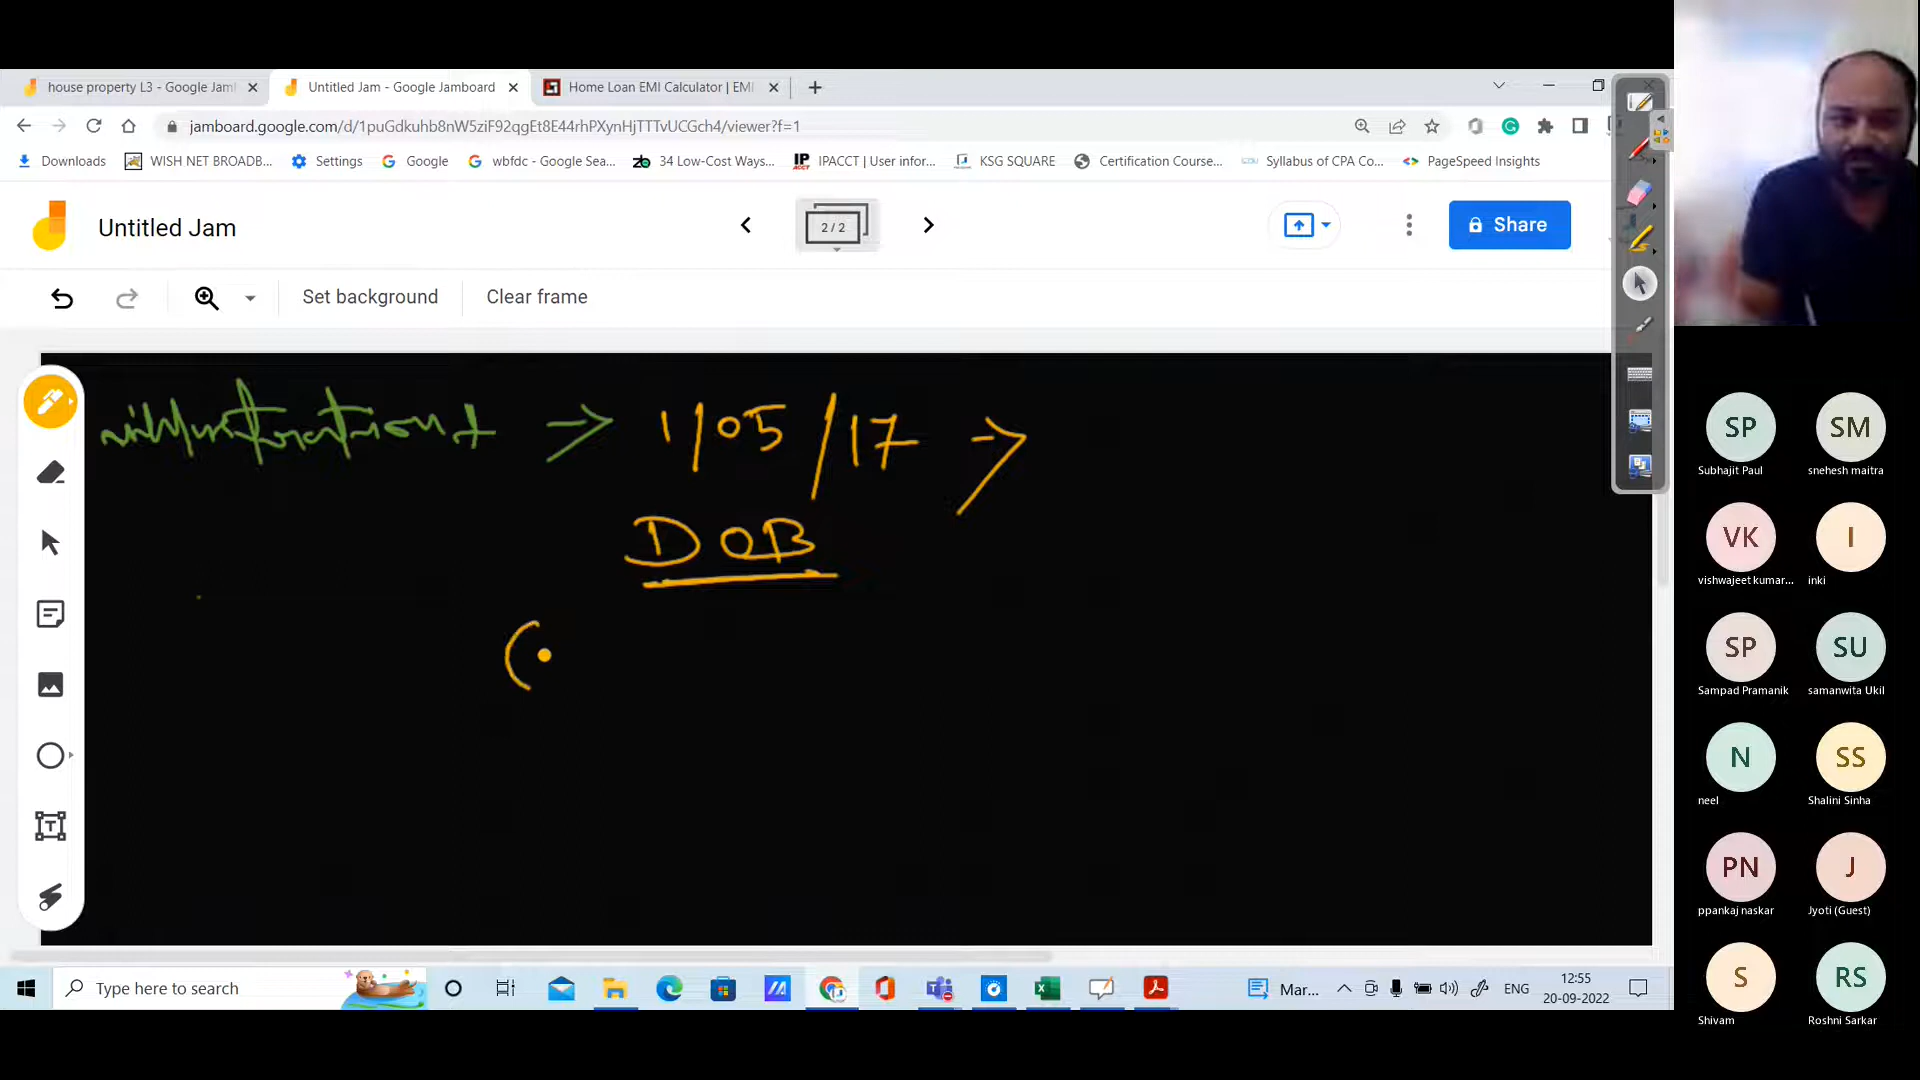 house property L3 - Google Jam
Untitled Jam - Google Jamboard
Home Loan EMI Calculator | EMI
jamboard.google.com/d/1puGdkuhb8nW5ziF92qgEt8E44rhPXynHjTTTvUCGch4/viewer?f=1
Downloads
WISH NET BROADB...
Settings
Google
wbfdc - Google Sea...
34 Low-Cost Ways...
IPACCT | User infor...
KSG SQUARE
Certification Course...
Syllabus of CPA Co...
PageSpeed Insights
Untitled Jam
2 / 2
Share
Set background
Clear frame
1/05/17
DOB
(
SP
Subhajit Paul
SM
snehesh maitra
VK
vishwajeet kumar...
I
inki
SP
Sampad Pramanik
SU
samanwita Ukil
N
neel
SS
Shalini Sinha
PN
ppankaj naskar
J
Jyoti (Guest)
S
Shivam
RS
Roshni Sarkar
Type here to search
Mar...
ENG
12:55
20-09-2022